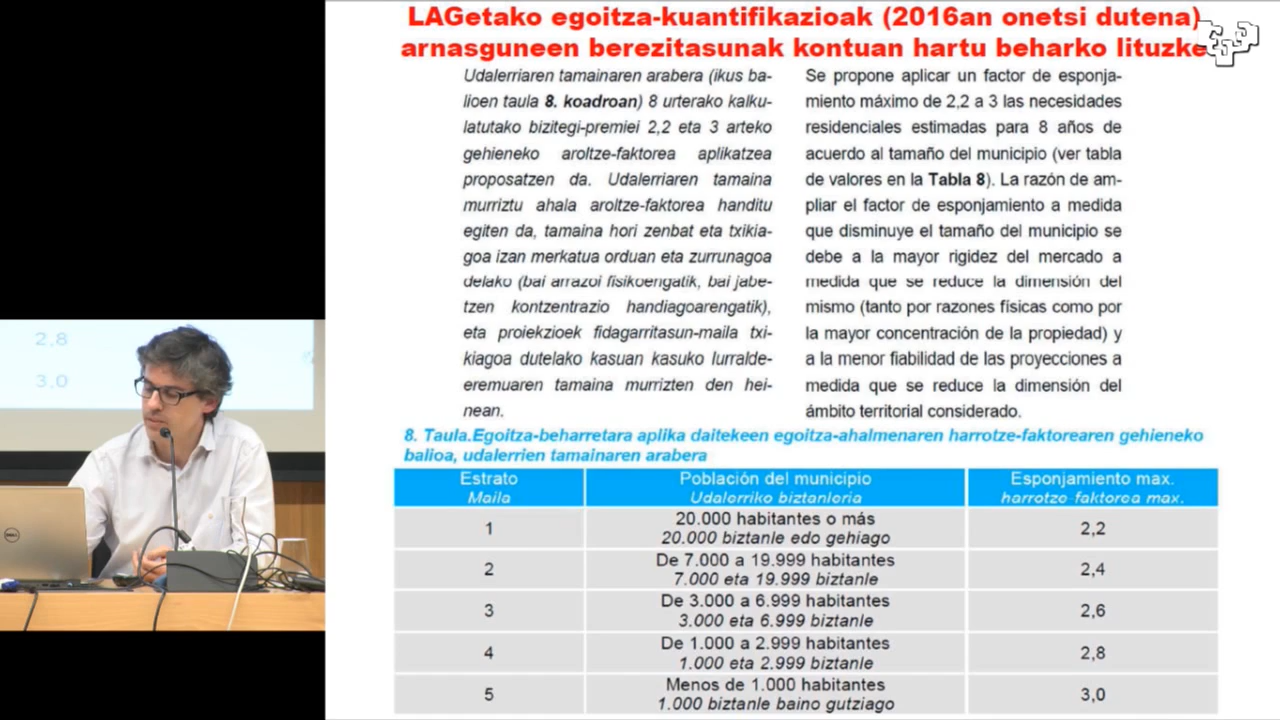 LAGetako egoitza-kuantifikazioak (2016an onetsi dutena)
arnasguneen berezitasunak kontuan hartu beharko lituzke
Udalerriaren tamainaren arabera (ikus ba-
lioen taula 8. koadroan) 8 urterako kalku-
latutako bizitegi-premiei 2,2 eta 3 arteko
gehieneko aroltze-faktorea aplikatzea
proposatzen da. Udalerriaren tamaina
murriztu ahala aroltze-faktorea handitu
egiten da, tamaina hori zenbat eta txikia-
goa izan merkatua orduan eta zurrunagoa
delako (bai arrazoi fisikoengatik, bai jabe-
tzen kontzentrazio handiagoarengatik),
eta proiekzioek fidagarritasun-maila txi-
kiagoa dutelako kasuan kasuko lurralde-
eremuaren tamaina murrizten den hei-
nean.
Se propone aplicar un factor de esponja-
miento máximo de 2,2 a 3 las necesidades
residenciales estimadas para 8 años de
acuerdo al tamaño del municipio (ver tabla
de valores en la Tabla 8). La razón de am-
pliar el factor de esponjamiento a medida
que disminuye el tamaño del municipio se
debe a la mayor rigidez del mercado a
medida que se reduce la dimensión del
mismo (tanto por razones físicas como por
la mayor concentración de la propiedad) y
a la menor fiabilidad de las proyecciones a
medida que se reduce la dimensión del
ámbito territorial considerado.
8. Taula.Egoitza-beharretara aplika daitekeen egoitza-ahalmenaren harrotze-faktorearen gehieneko
balioa, udalerrien tamainaren arabera
Estrato Población del municipio Esponjamiento max.
Maila Udalerriko biztanleria harrotze-faktorea max.
1 20.000 habitantes o más 2,2
20.000 biztanle edo gehiago
2 De 7.000 a 19.999 habitantes 2,4
7.000 eta 19.999 biztanle
3 De 3.000 a 6.999 habitantes 2,6
3.000 eta 6.999 biztanle
4 De 1.000 a 2.999 habitantes 2,8
1.000 eta 2.999 biztanle
5 Menos de 1.000 habitantes 3,0
1.000 biztanle baino gutziago
2,8
3,0
DELL